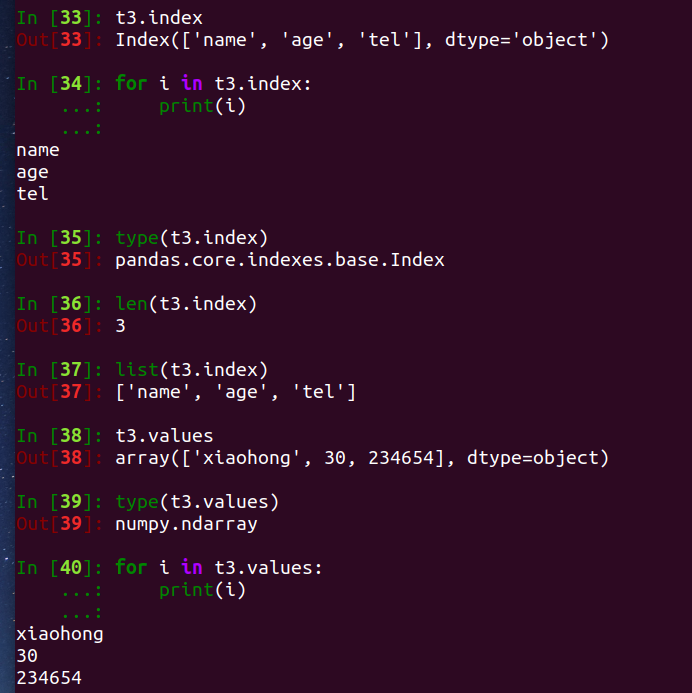 In [33]: t3.index
Out[33]: Index(['name', 'age', 'tel'], dtype='object')
In [34]: for i in t3.index:
...:     print(i)
...:
name
age
tel
In [35]: type(t3.index)
Out[35]: pandas.core.indexes.base.Index
In [36]: len(t3.index)
Out[36]: 3
In [37]: list(t3.index)
Out[37]: ['name', 'age', 'tel']
In [38]: t3.values
Out[38]: array(['xiaohong', 30, 234654], dtype=object)
In [39]: type(t3.values)
Out[39]: numpy.ndarray
In [40]: for i in t3.values:
...:     print(i)
...:
xiaohong
30
234654